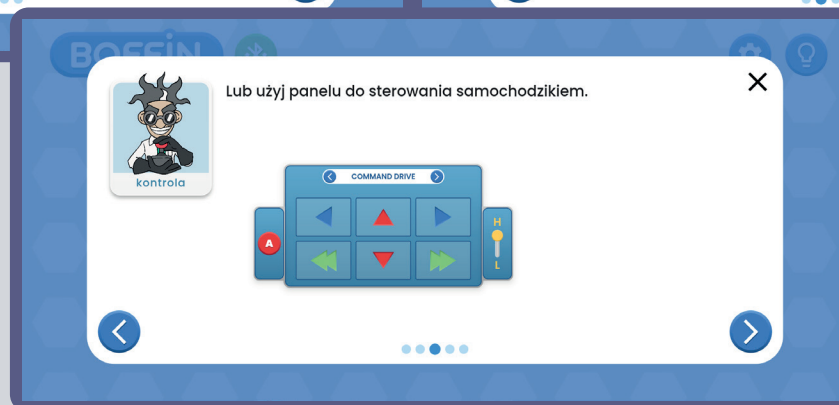 BOFFIN
Lub użyj panelu do sterowania samochodzikiem.
kontrola
COMMAND DRIVE
A
H
L